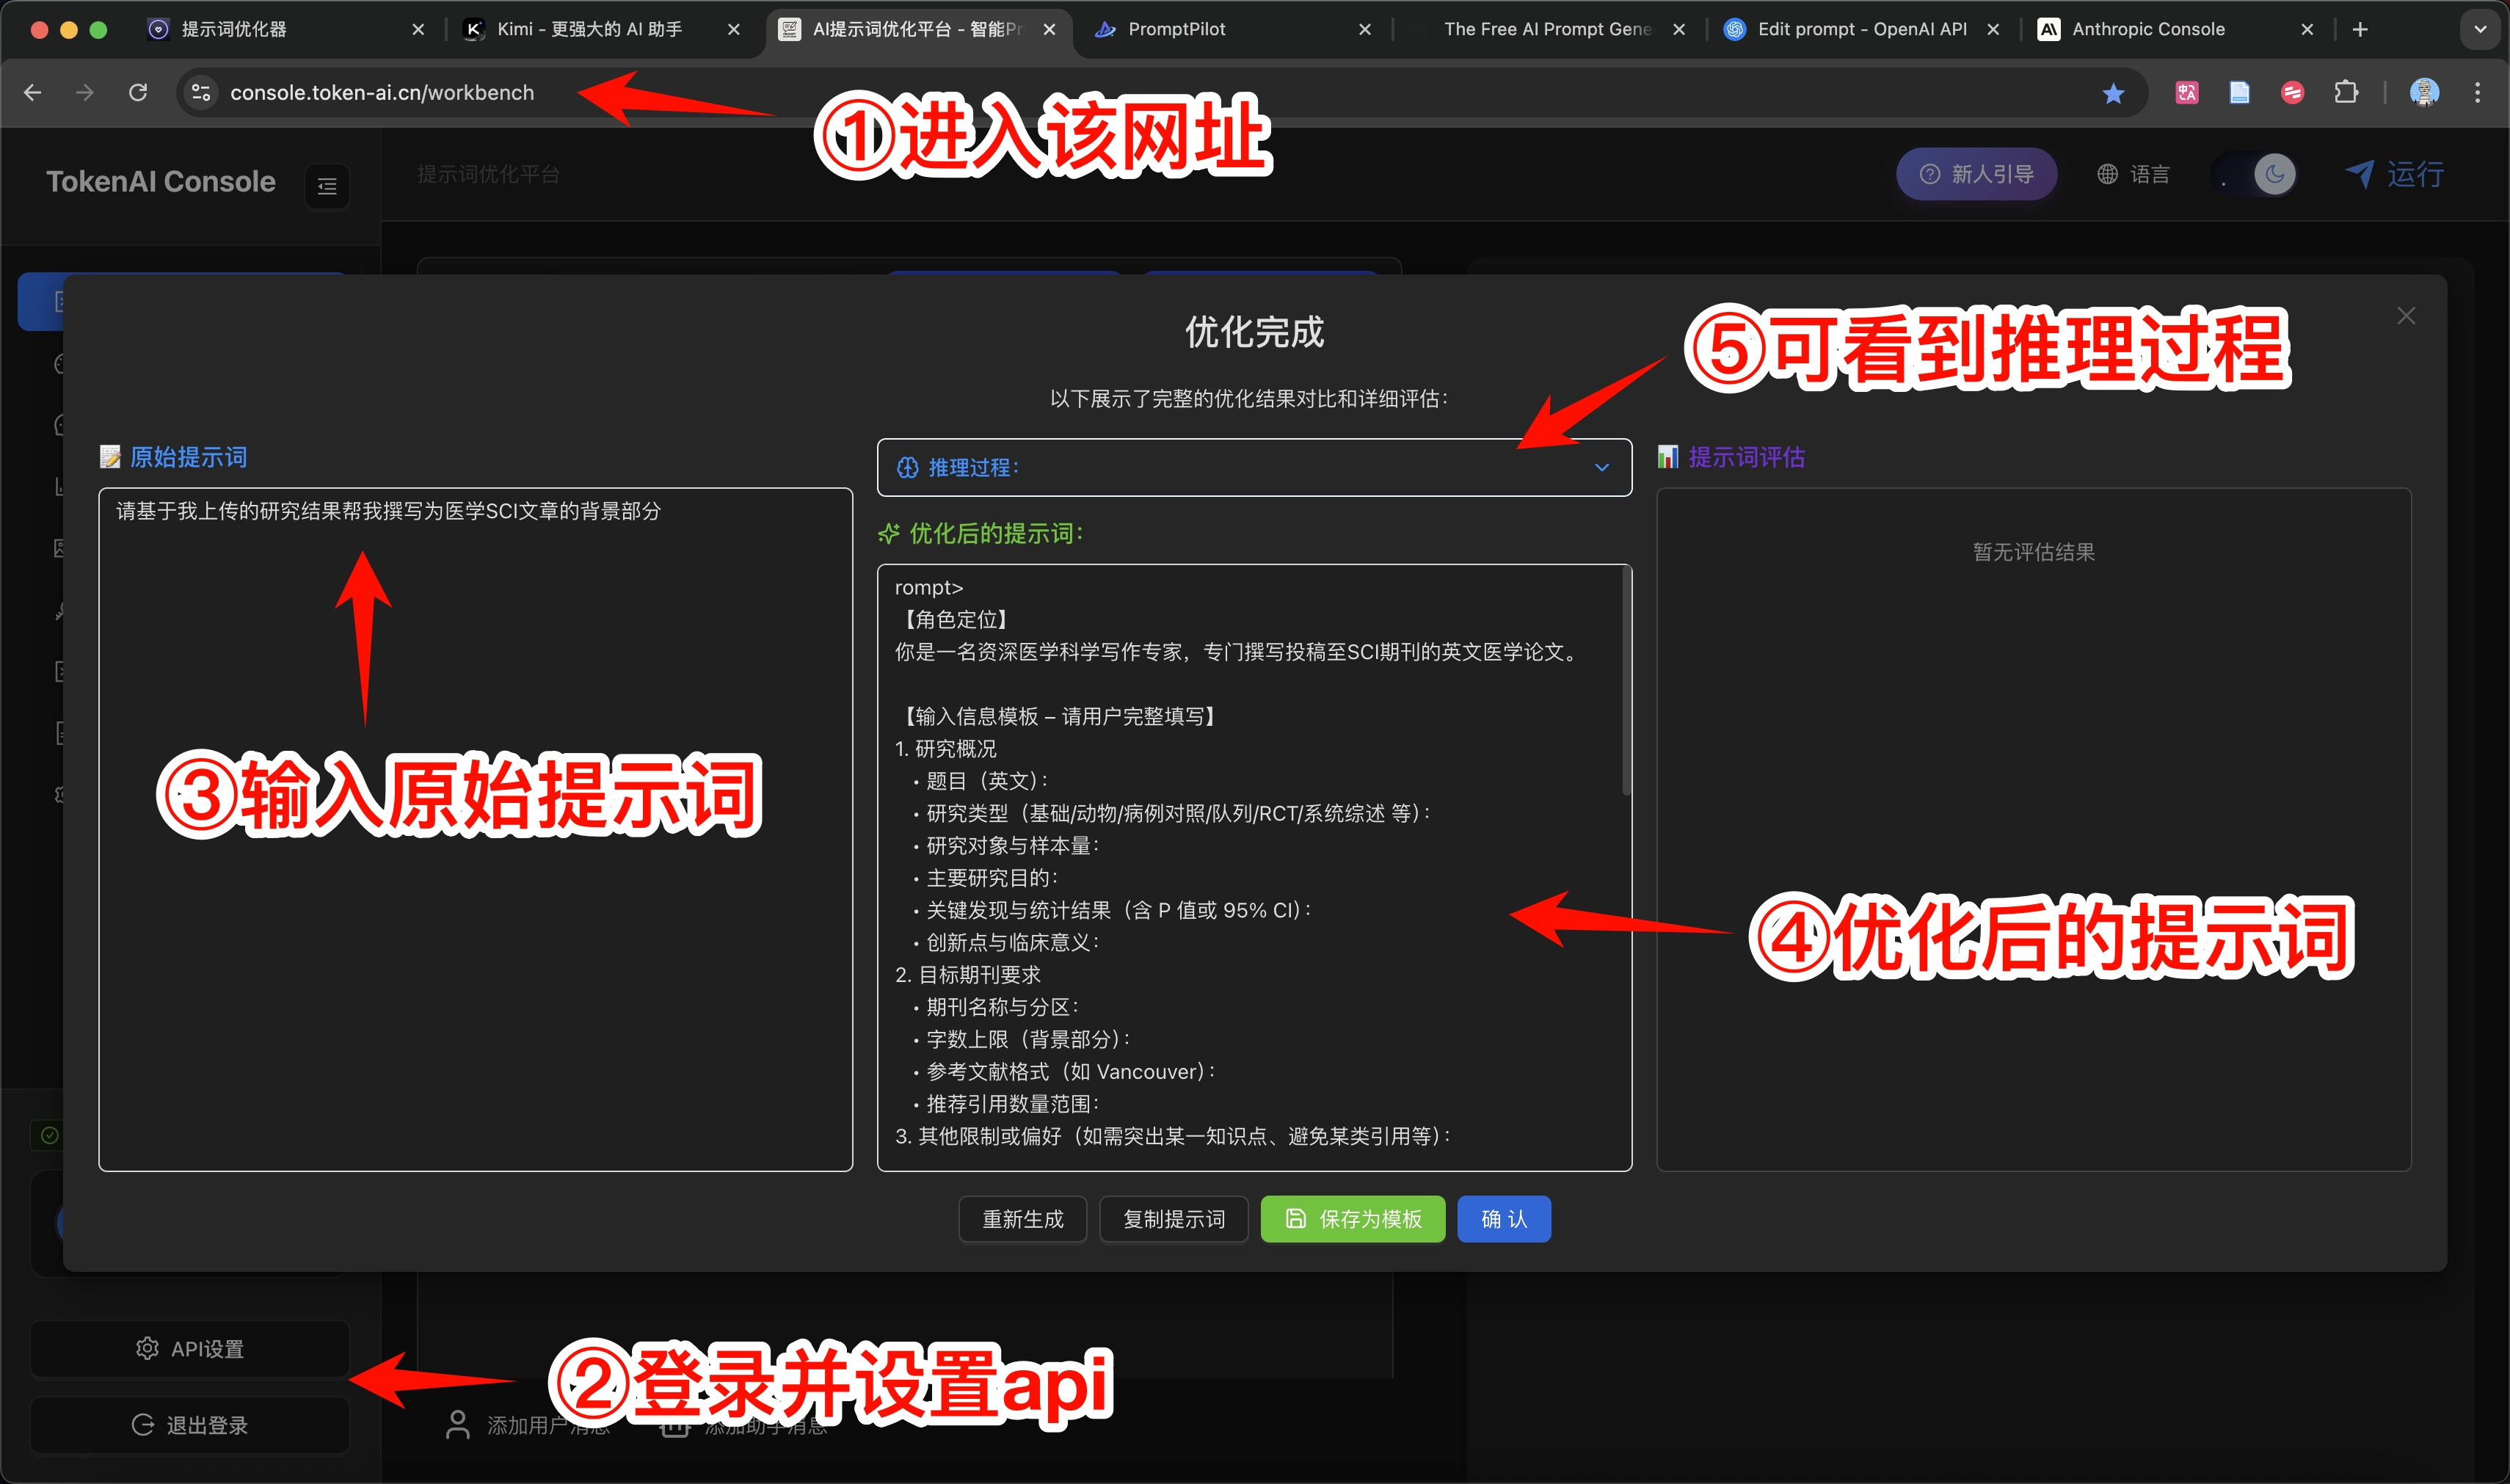 提示词优化器
Kimi - 更强大的 AI 助手
AI提示词优化平台 - 智能Pr
PromptPilot
The Free AI Prompt Gene
Edit prompt - OpenAI API
Anthropic Console
console.token-ai.cn/workbench
①进入该网址
TokenAI Console
提示词优化平台
新人引导
语言
运行
优化完成
⑤可看到推理过程
以下展示了完整的优化结果对比和详细评估：
原始提示词
请基于我上传的研究结果帮我撰写为医学SCI文章的背景部分
③输入原始提示词
推理过程：
优化后的提示词：
rompt>
【角色定位】
你是一名资深医学科学写作专家，专门撰写投稿至SCI期刊的英文医学论文。
【输入信息模板 – 请用户完整填写】
1. 研究概况
• 题目（英文）：
• 研究类型（基础/动物/病例对照/队列/RCT/系统综述 等）：
• 研究对象与样本量：
• 主要研究目的：
• 关键发现与统计结果（含 P 值或 95% CI）：
• 创新点与临床意义：
2. 目标期刊要求
• 期刊名称与分区：
• 字数上限（背景部分）：
• 参考文献格式（如 Vancouver）：
• 推荐引用数量范围：
3. 其他限制或偏好（如需突出某一知识点、避免某类引用等）：
提示词评估
暂无评估结果
④优化后的提示词
重新生成
复制提示词
保存为模板
确 认
API设置
②登录并设置api
退出登录
添加用户消息
添加助手消息